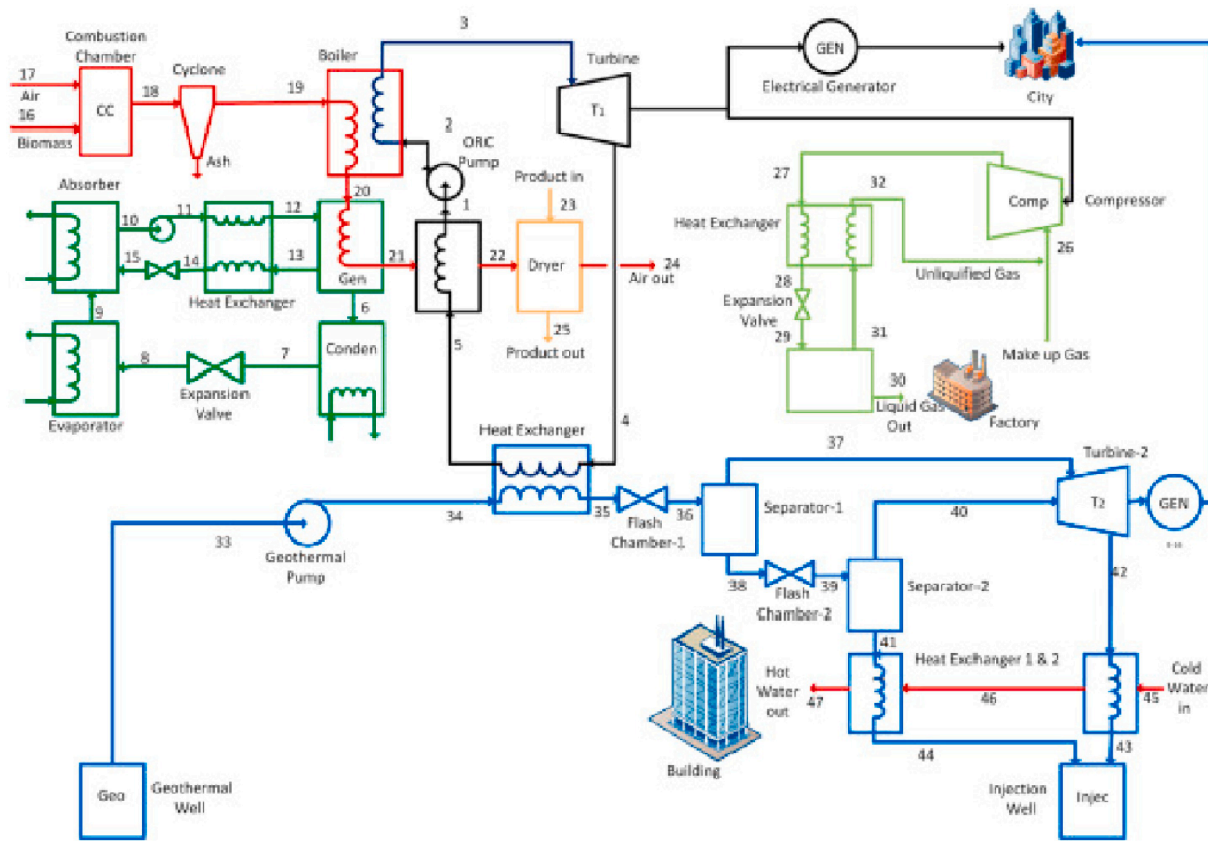 3
Combustion
Chamber
Boiler
Turbine
GEN
Electrical Generator
City
17
Air
16
Biomass
CC
18
Cyclone
19
Ash
T1
2
ORC
Pump
20
1
Product in
23
27
32
Heat Exchanger
Comp
Compressor
26
Absorber
10
11
12
15
14
13
Gen
21
22
Dryer
24
Air out
Unliquified Gas
28
Expansion
Valve
29
31
Heat Exchanger
9
6
5
25
Product out
Make up Gas
30
Liquid Gas
Out
Factory
8
7
Conden
Expansion
Valve
Evaporator
Heat Exchanger
4
37
Turbine-2
34
35
36
Flash
Chamber-1
Separator-1
40
T2
GEN
33
Geothermal
Pump
38
39
Flash
Chamber-2
Separator-2
42
41
Heat Exchanger 1 & 2
Hot
Water
out
47
46
45
Cold
Water
in
44
43
Building
Geo
Geothermal
Well
Injection
Well
Injec